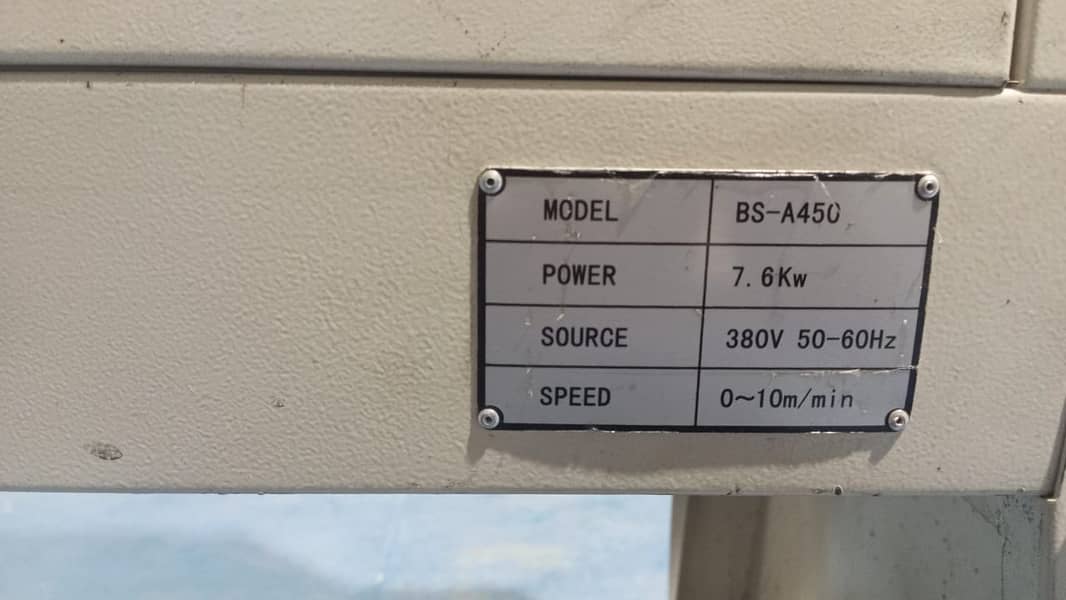 MODEL BS-A450
POWER 7.6Kw
SOURCE 380V 50-60Hz
SPEED 0~10m/min